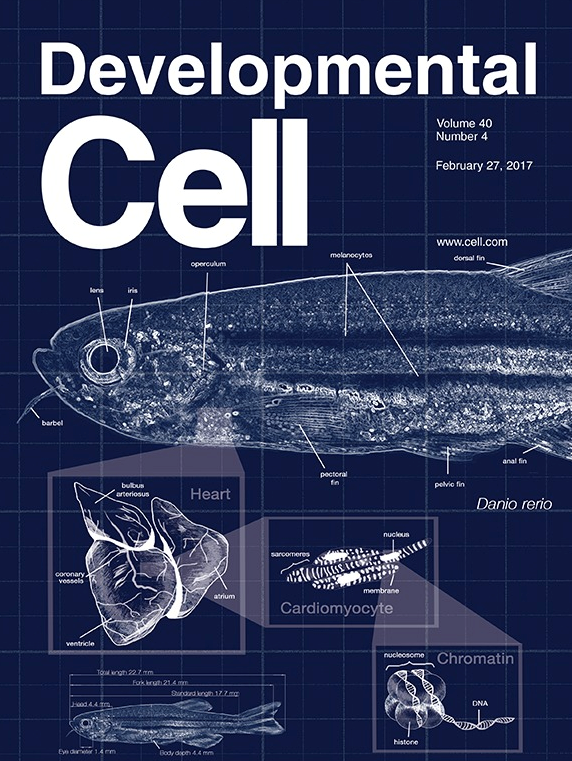 Developmental
Cell
Volume 40
Number 4
February 27, 2017
www.cell.com
dorsal fin
melanocytes
operculum
lens
iris
barbel
pectoral
fin
pelvic fin
anal fin
Danio rerio
Heart
bulbus
arteriosus
coronary
vessels
atrium
ventricle
nucleus
sarcomeres
membrane
Cardiomyocyte
nucleosome
Chromatin
DNA
histone
Total length 22.7 mm
Fork length 21.4 mm
Standard length 17.7 mm
Head 4.4 mm
Eye diameter 1.4 mm
Body depth 4.4 mm